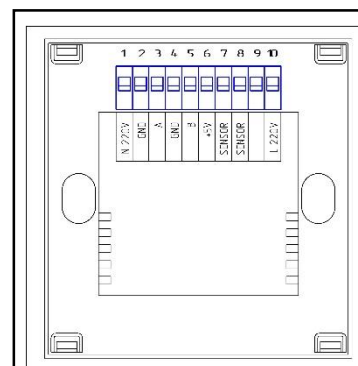 1 2 3 4 5 6 7 8 9 10
N 220V
GND
A
GND
B
+5V
SENSOR
SENSOR
L 220V